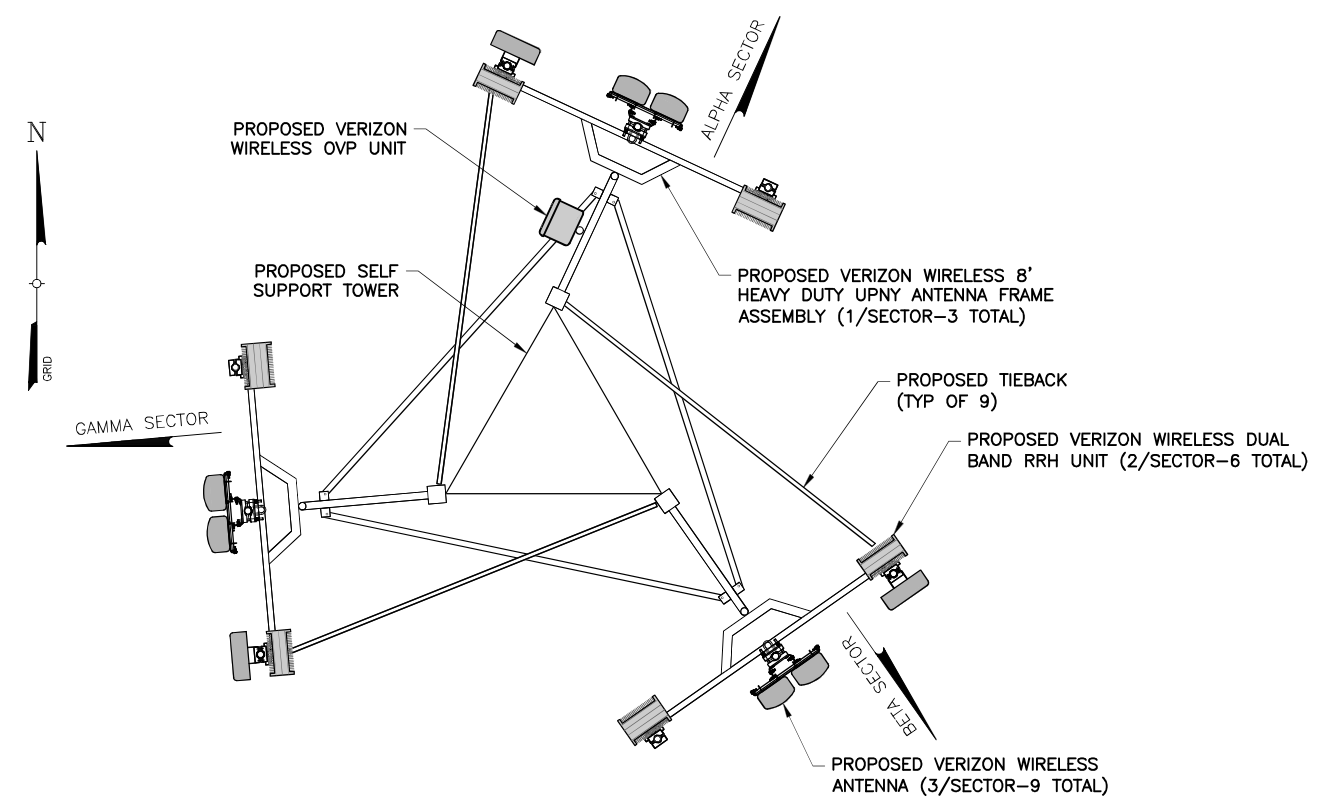 ALPHA SECTOR
N
PROPOSED VERIZON
WIRELESS OVP UNIT
PROPOSED SELF
SUPPORT TOWER
PROPOSED VERIZON WIRELESS 8'
HEAVY DUTY UPNY ANTENNA FRAME
ASSEMBLY (1/SECTOR-3 TOTAL)
GRID
PROPOSED TIEBACK
(TYP OF 9)
GAMMA SECTOR
PROPOSED VERIZON WIRELESS DUAL
BAND RRH UNIT (2/SECTOR-6 TOTAL)
BETA SECTOR
PROPOSED VERIZON WIRELESS
ANTENNA (3/SECTOR-9 TOTAL)